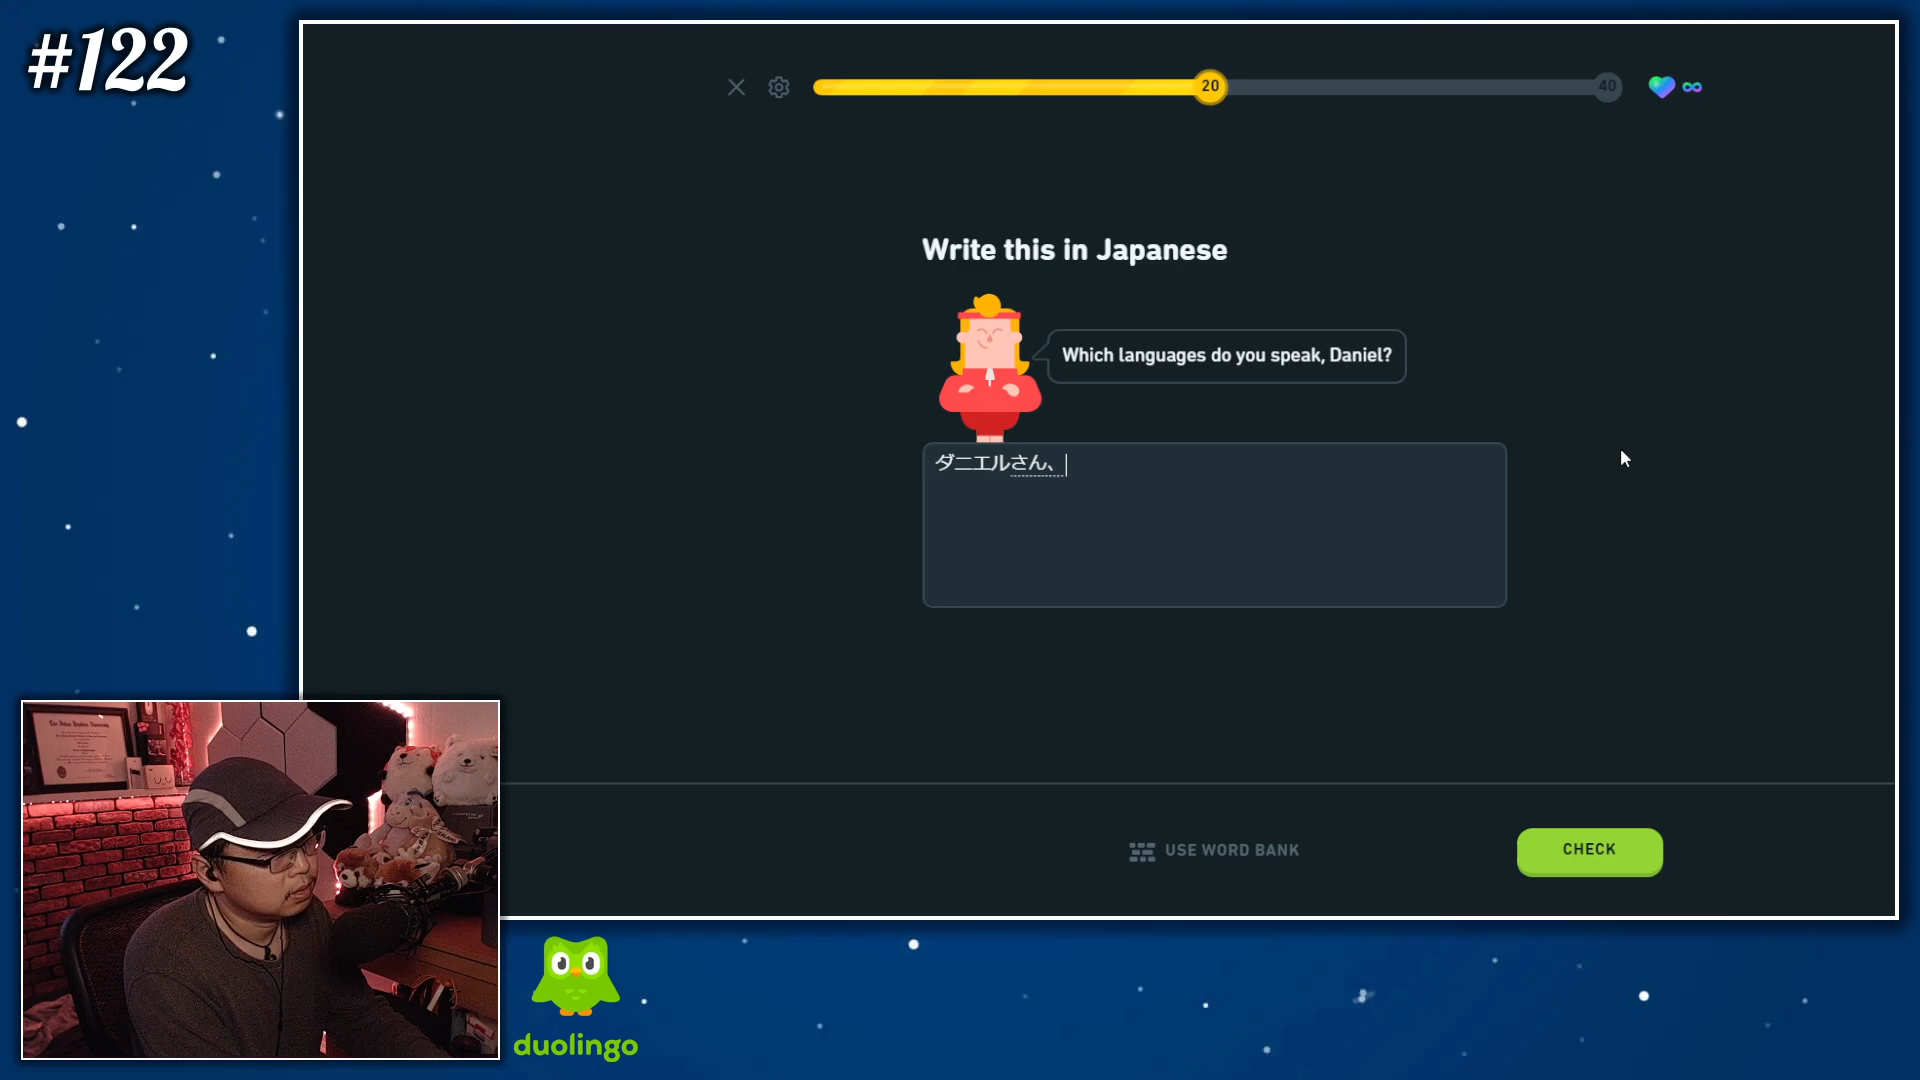 #122
20
40
Write this in Japanese
Which languages do you speak, Daniel?
ダニエルさん、
USE WORD BANK
CHECK
duolingo